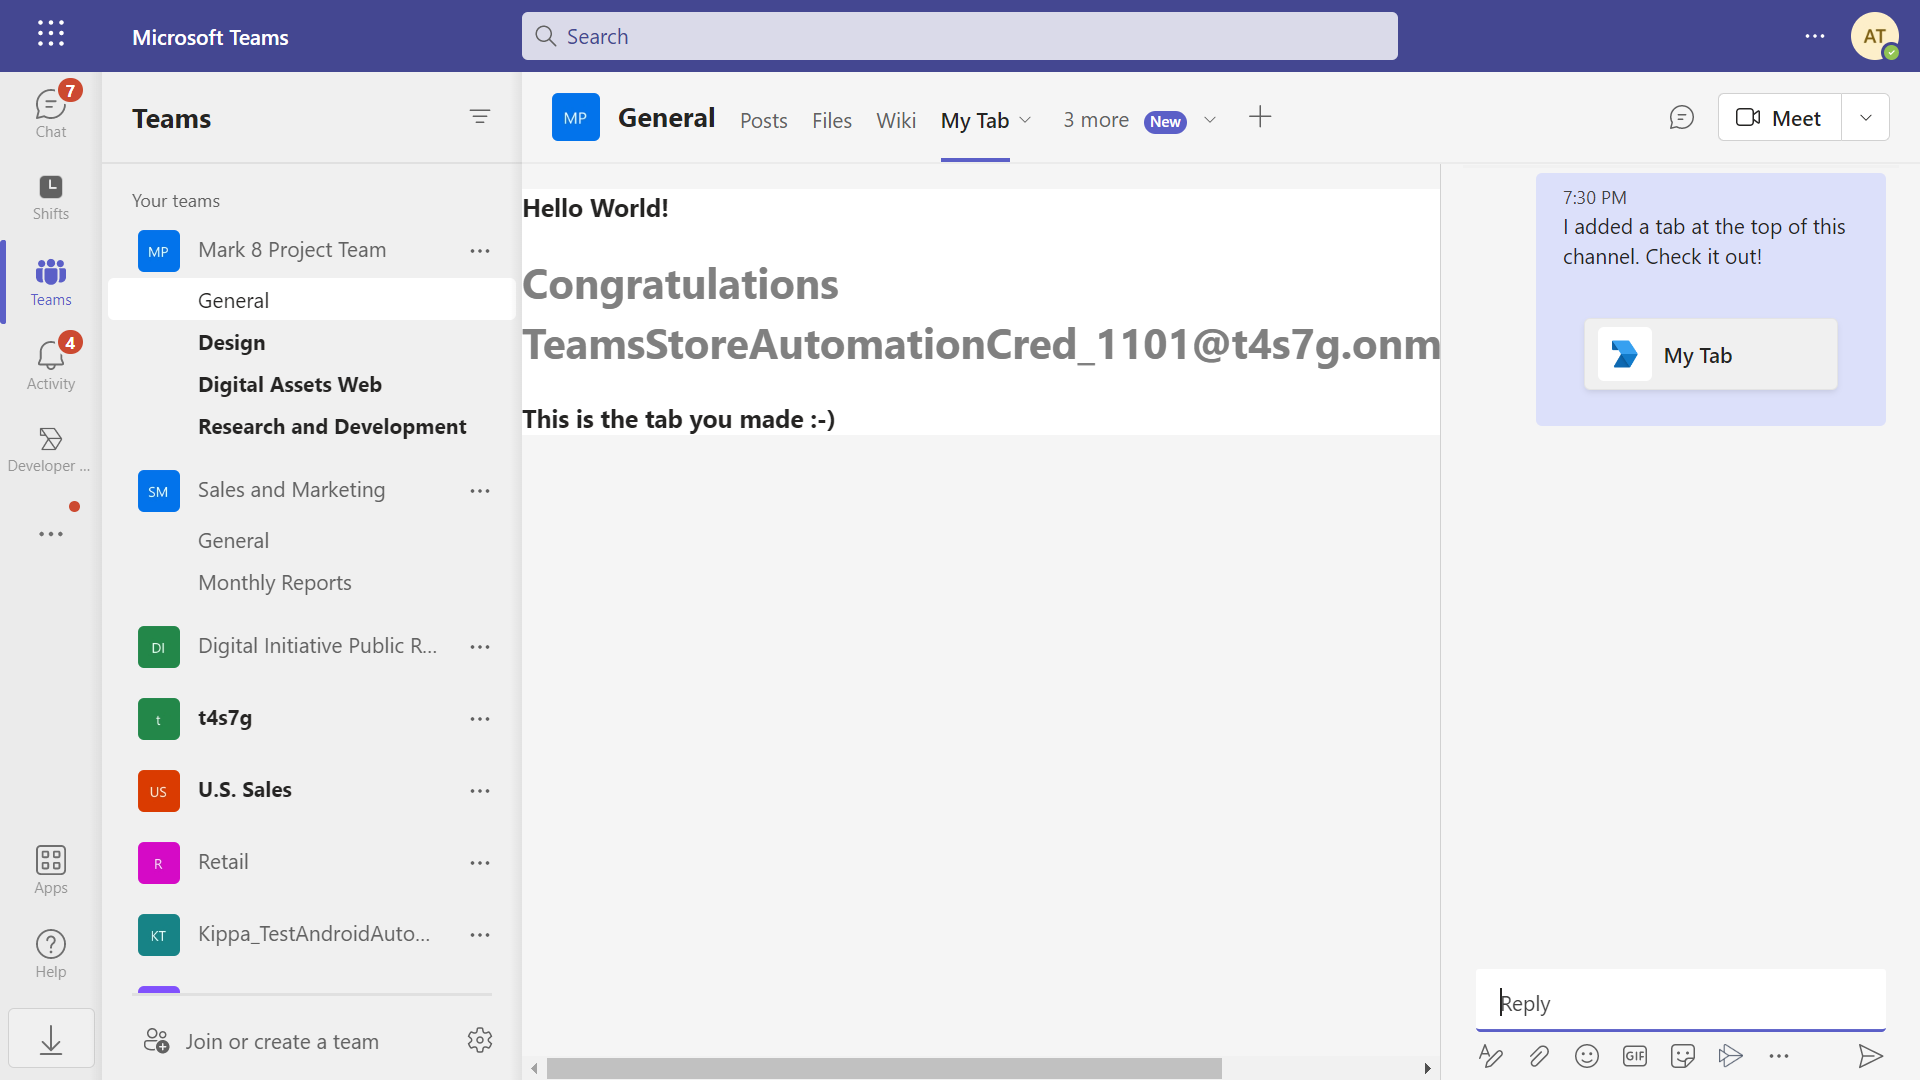 Microsoft Teams
Search
AT
7
Chat
Shifts
Teams
4
Activity
Developer ...
Apps
Help
Teams
Your teams
MP Mark 8 Project Team
General
Design
Digital Assets Web
Research and Development
SM Sales and Marketing
General
Monthly Reports
DI Digital Initiative Public R...
t t4s7g
US U.S. Sales
R Retail
KT Kippa_TestAndroidAuto...
Join or create a team
MP General Posts Files Wiki My Tab 3 more New
Meet
Hello World!
Congratulations
TeamsStoreAutomationCred_1101@t4s7g.onm
This is the tab you made :-)
7:30 PM
I added a tab at the top of this
channel. Check it out!
My Tab
Reply
GIF